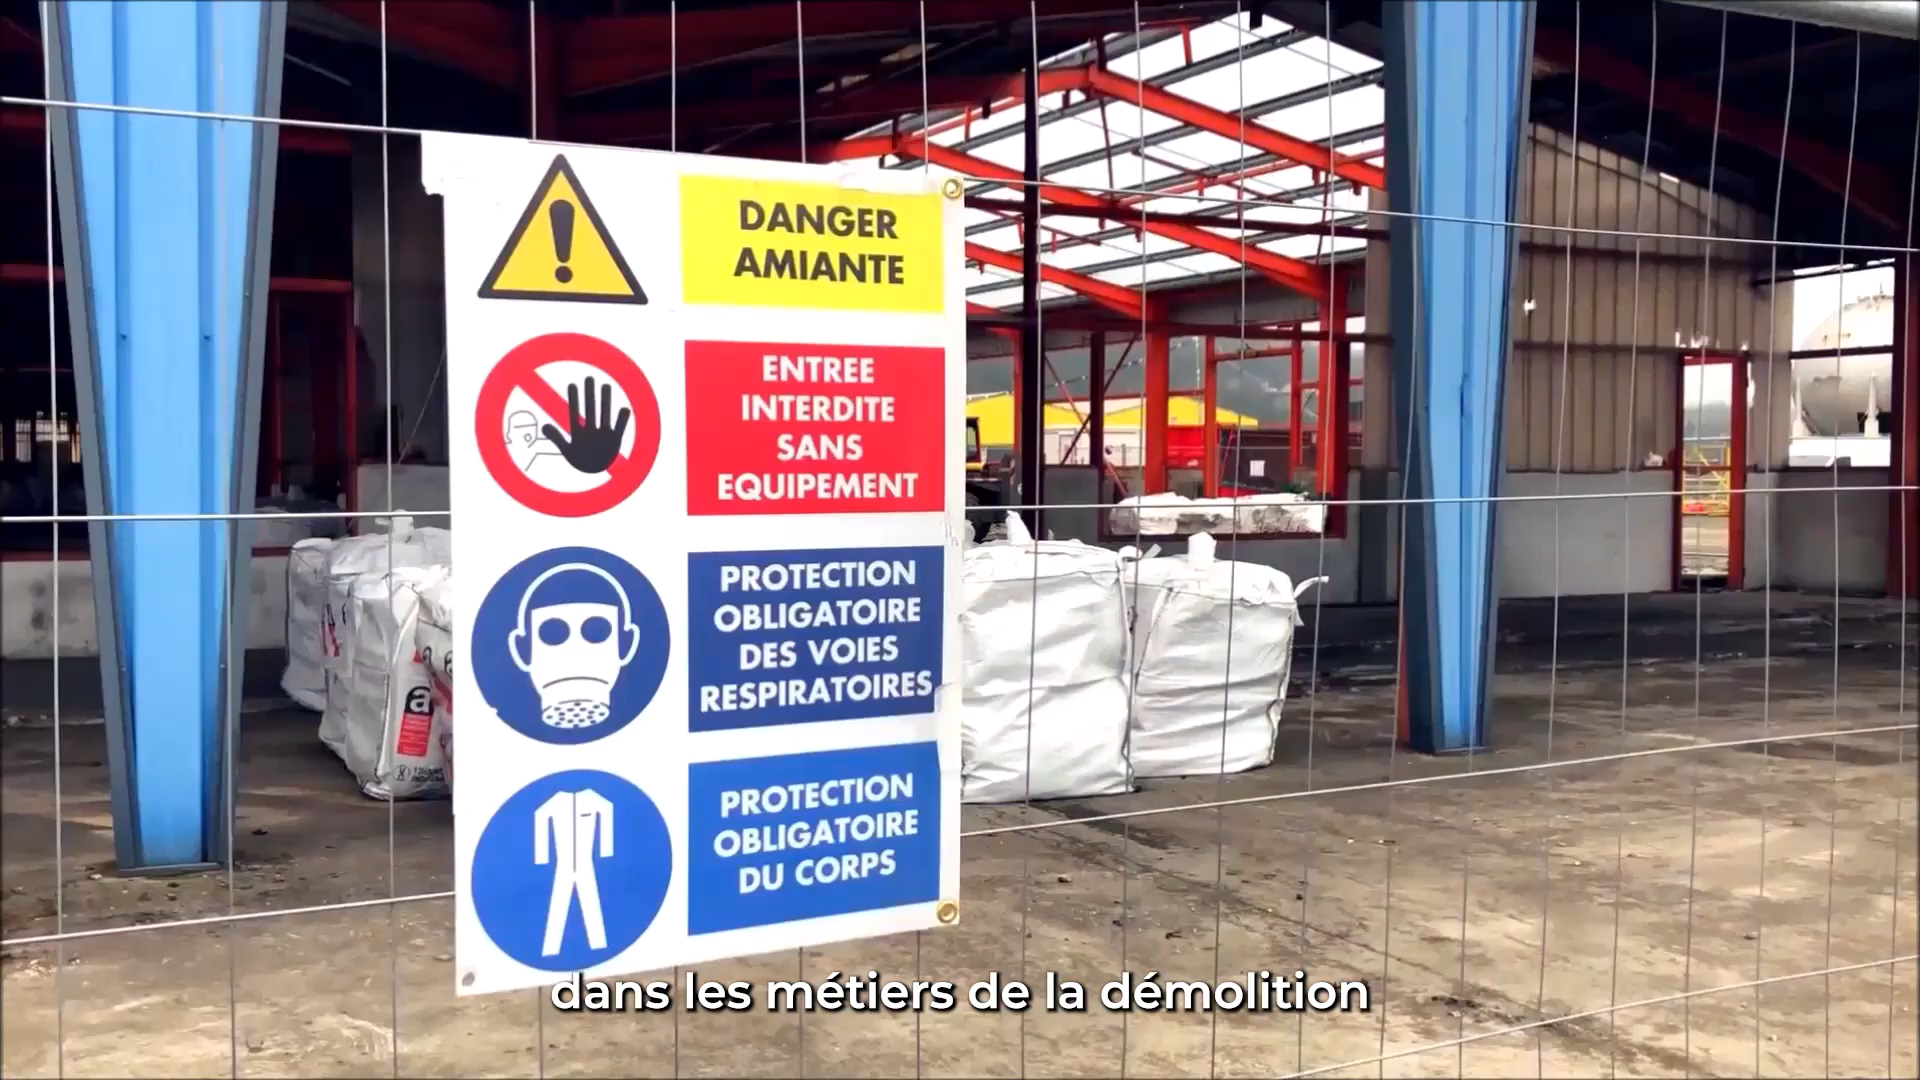 DANGER
AMIANTE
ENTREE
INTERDITE
SANS
EQUIPEMENT
PROTECTION
OBLIGATOIRE
DES VOIES
RESPIRATOIRES
PROTECTION
OBLIGATOIRE
DU CORPS
a
dans les métiers de la démolition